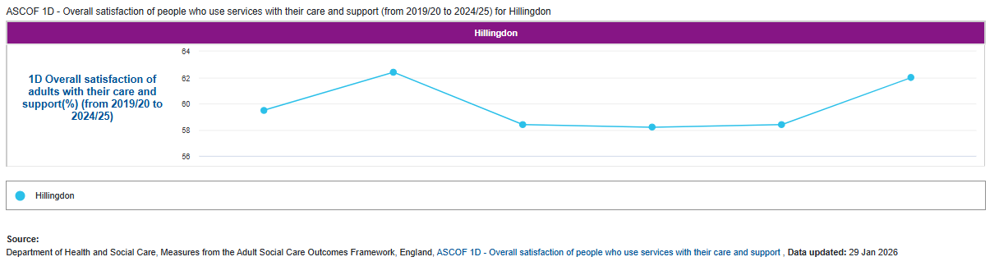 ASCOF 1D - Overall satisfaction of people who use services with their care and support (from 2019/20 to 2024/25) for Hillingdon
Hillingdon
1D Overall satisfaction of
adults with their care and
support(%) (from 2019/20 to
2024/25)
64
62
60
58
56
Hillingdon
Source:
Department of Health and Social Care, Measures from the Adult Social Care Outcomes Framework, England, ASCOF 1D - Overall satisfaction of people who use services with their care and support , Data updated: 29 Jan 2026